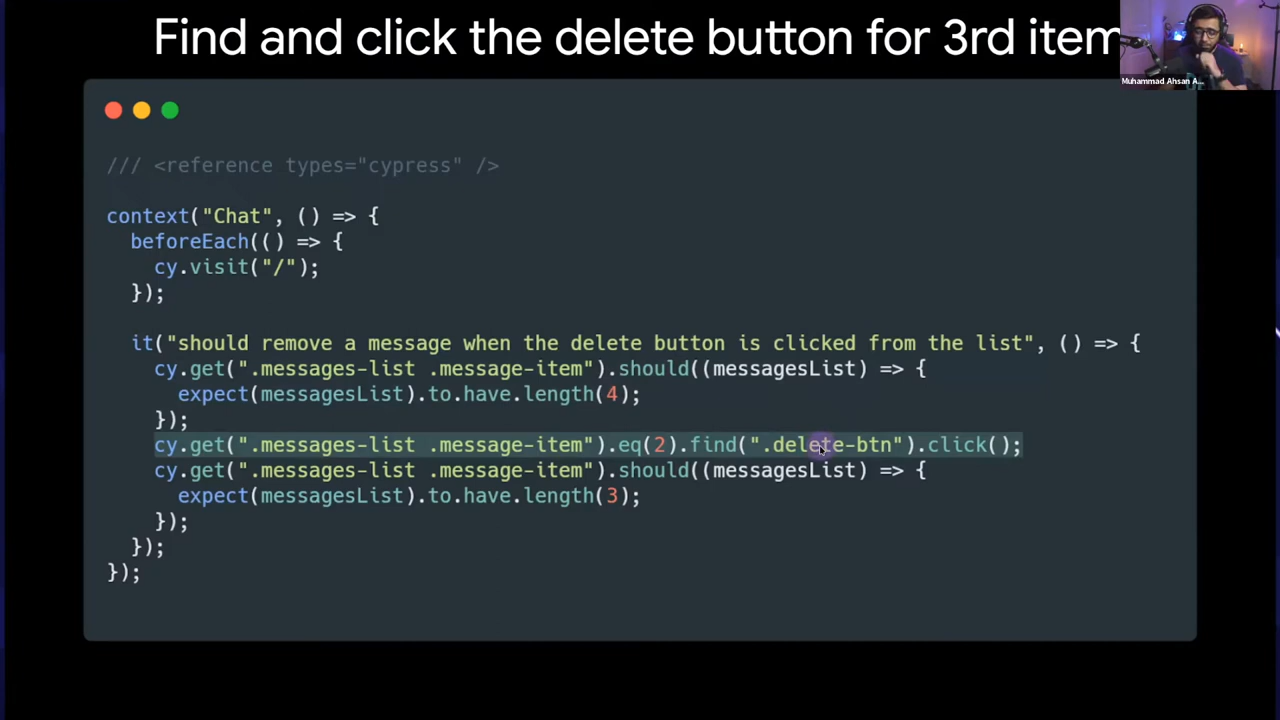 Find and click the delete button for 3rd item
Muhammad Ahsan A...
/// <reference types="cypress" />
context("Chat", () => {
  beforeEach(() => {
    cy.visit("/");
  });
  it("should remove a message when the delete button is clicked from the list", () => {
    cy.get(".messages-list .message-item").should((messagesList) => {
      expect(messagesList).to.have.length(4);
    });
    cy.get(".messages-list .message-item").eq(2).find(".delete-btn").click();
    cy.get(".messages-list .message-item").should((messagesList) => {
      expect(messagesList).to.have.length(3);
    });
  });
});